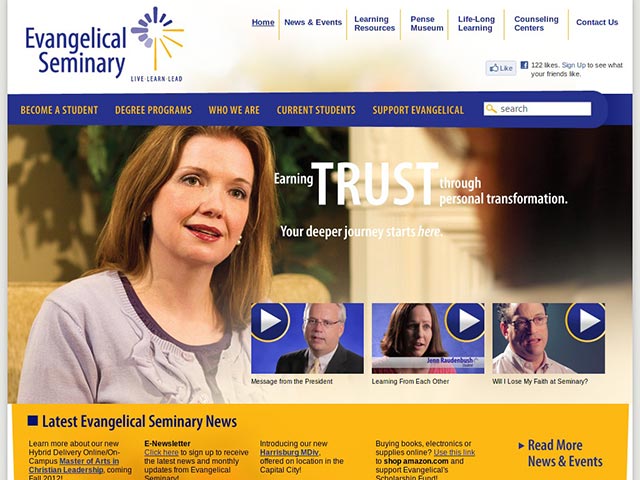 Evangelical
Seminary
LIVE·LEARN·LEAD
Home
News & Events
Learning
Resources
Pense
Museum
Life-Long
Learning
Counseling
Centers
Contact Us
Like
122 likes. Sign Up to see what
your friends like.
BECOME A STUDENT
DEGREE PROGRAMS
WHO WE ARE
CURRENT STUDENTS
SUPPORT EVANGELICAL
search
Earning TRUST through
personal transformation.
Your deeper journey starts here.
Jenn Raudenbush
Message from the President
Learning From Each Other
Will I Lose My Faith at Seminary?
Latest Evangelical Seminary News
Learn more about our new
Hybrid Delivery Online/On-
Campus Master of Arts in
Christian Leadership, coming
Fall 2012!
E-Newsletter
Click here to sign up to receive
the latest news and monthly
updates from Evangelical
Seminary!
Introducing our new
Harrisburg MDiv,
offered on location in the
Capital City!
Buying books, electronics or
supplies online? Use this link
to shop amazon.com and
support Evangelical's
Scholarship Fund!
Read More
News & Events